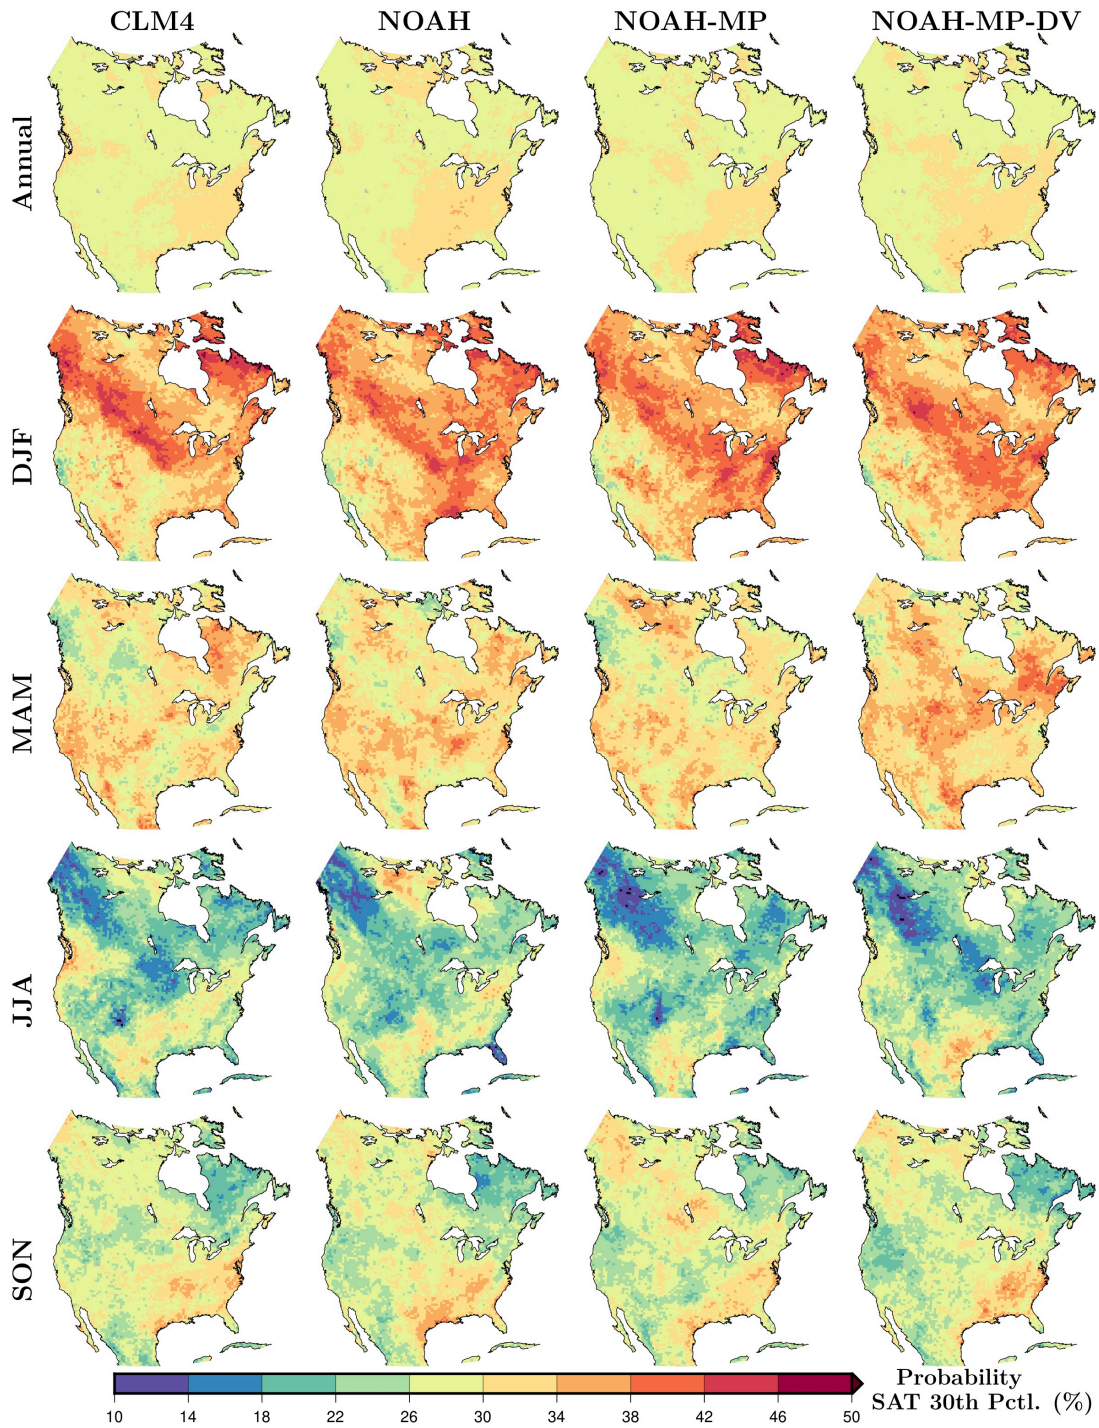 CLM4 NOAH NOAH-MP NOAH-MP-DV
Annual
DJF
MAM
JJA
SON
Probability
SAT 30th Pctl. (%)
10 14 18 22 26 30 34 38 42 46 50